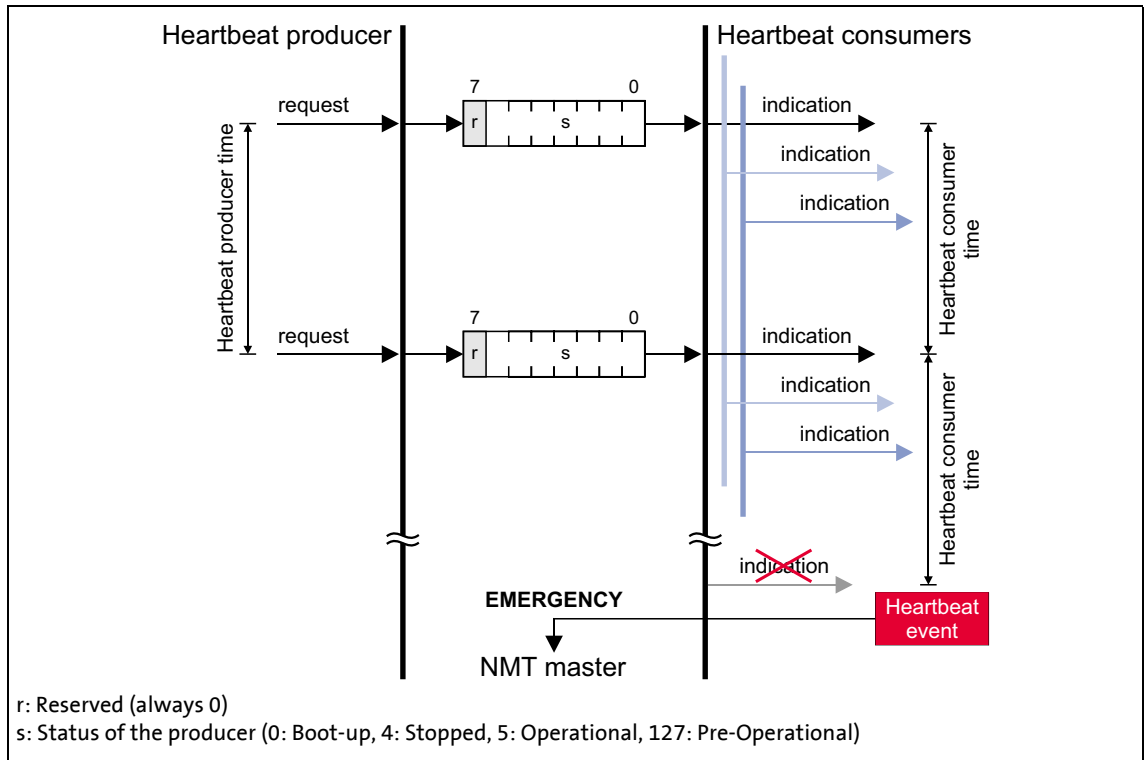 Heartbeat producer
Heartbeat consumers
7
0
request
r
s
indication
indication
indication
Heartbeat producer time
Heartbeat consumer
time
7
0
request
r
s
indication
indication
indication
Heartbeat consumer
time
indication
EMERGENCY
Heartbeat
event
NMT master
r: Reserved (always 0)
s: Status of the producer (0: Boot-up, 4: Stopped, 5: Operational, 127: Pre-Operational)